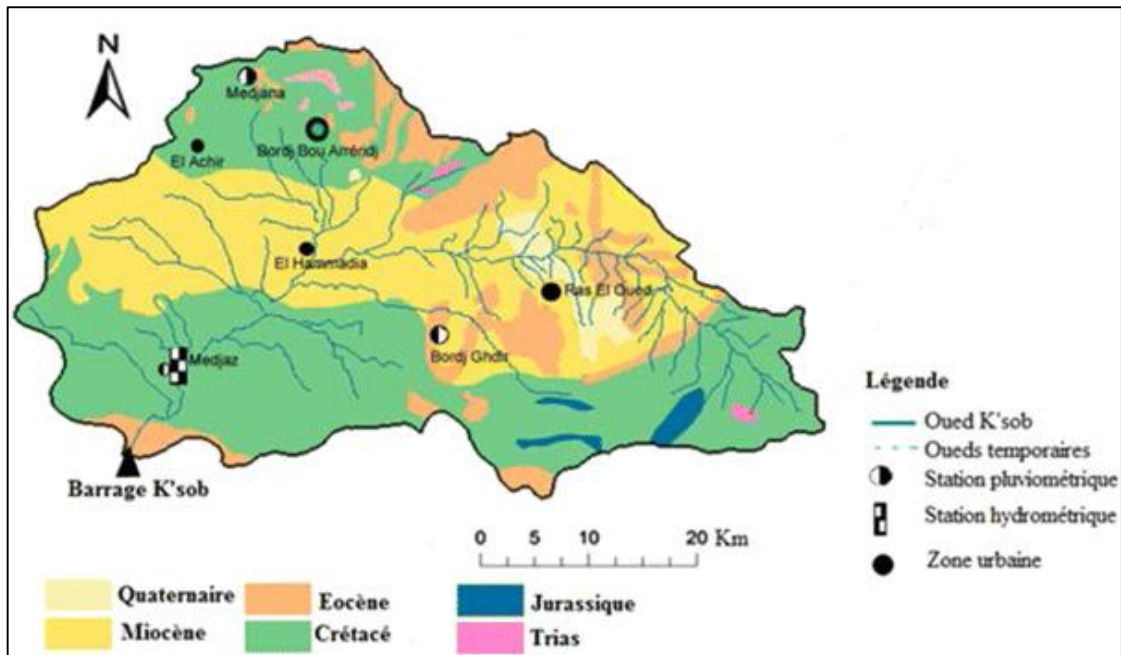 N
Medjana
El Achir
Bordj Bou Arréridj
El Hammadia
Ras El Oued
Bordj Ghdir
Medjaz
Barrage K'sob
0 5 10 20 Km
Légende
Oued K'sob
Oueds temporaires
Station pluviométrique
Station hydrométrique
Zone urbaine
Quaternaire
Eocène
Jurassique
Miocène
Crétacé
Trias